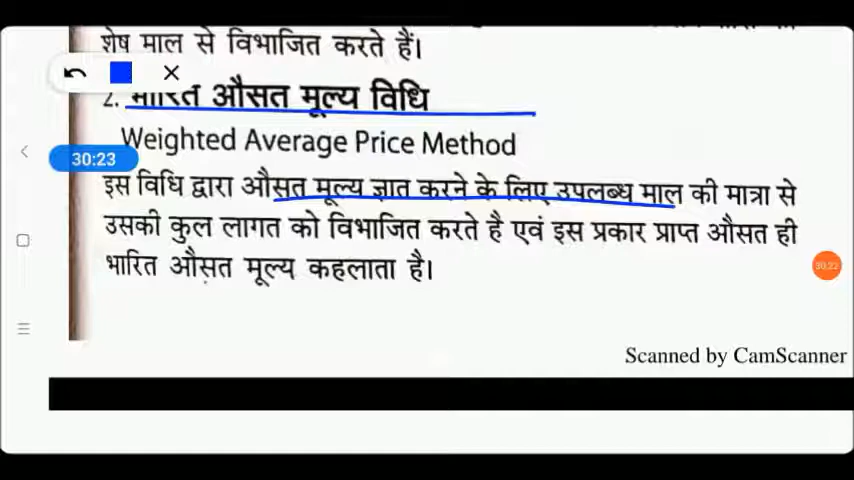 शेष माल से विभाजित करते हैं।
2. भारित औसत मूल्य विधि
Weighted Average Price Method
30:23
इस विधि द्वारा औसत मूल्य ज्ञात करने के लिए उपलब्ध माल की मात्रा से
उसकी कुल लागत को विभाजित करते है एवं इस प्रकार प्राप्त औसत ही
भारित औसत मूल्य कहलाता है।
Scanned by CamScanner